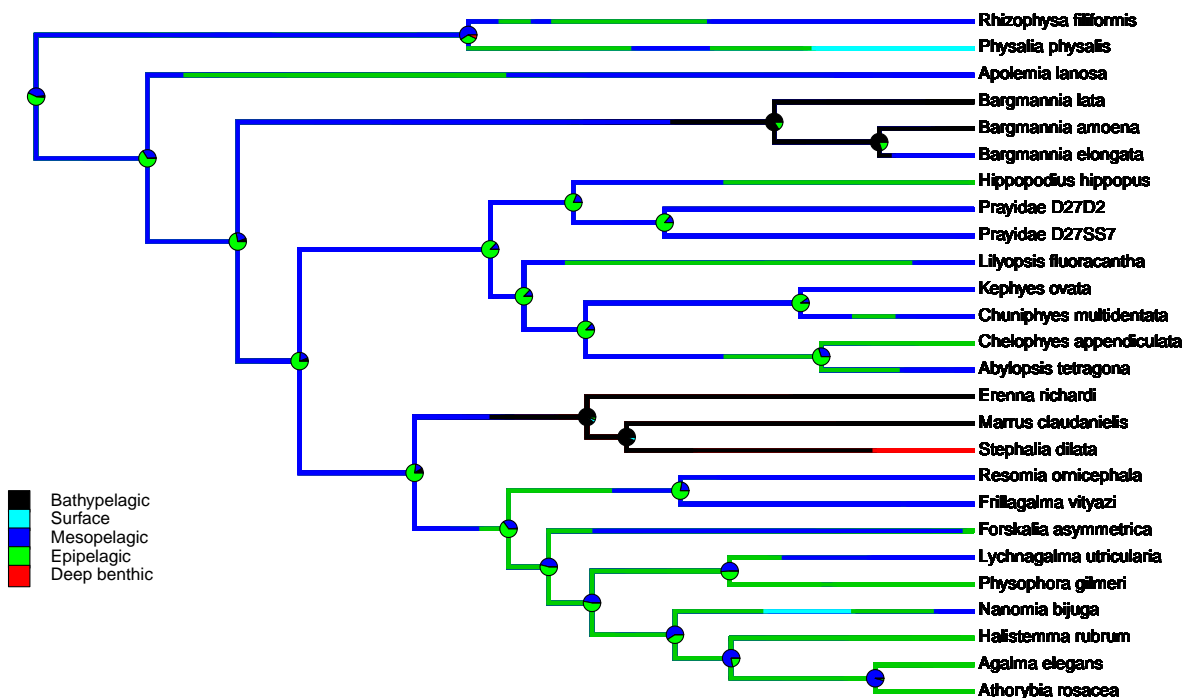 Rhizophysa filiformis
Physalia physalis
Apolemia lanosa
Bargmannia lata
Bargmannia amoena
Bargmannia elongata
Hippopodius hippopus
Prayidae D27D2
Prayidae D27SS7
Lilyopsis fluoracantha
Kephyes ovata
Chuniphyes multidentata
Chelophyes appendiculata
Abylopsis tetragona
Erenna richardi
Marrus claudanielis
Stephalia dilata
Resomia ornicephala
Frillagalma vityazi
Forskalia asymmetrica
Lychnagalma utricularia
Physophora gilmeri
Nanomia bijuga
Halistemma rubrum
Agalma elegans
Athorybia rosacea
Bathypelagic
Surface
Mesopelagic
Epipelagic
Deep benthic